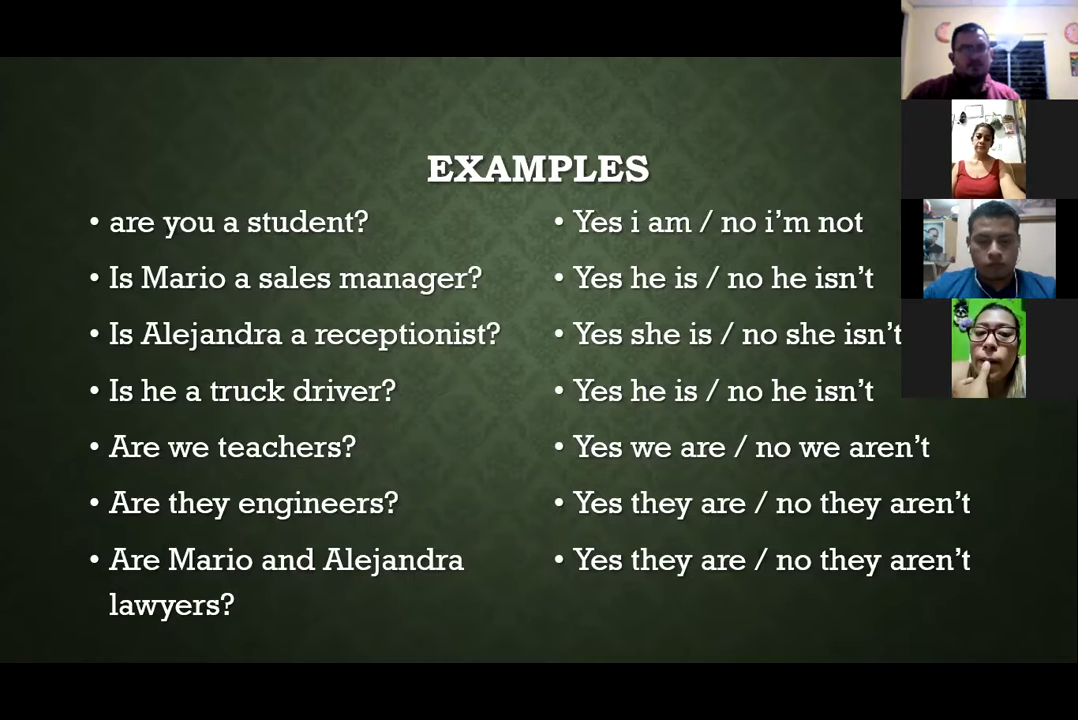 EXAMPLES
• are you a student?
• Is Mario a sales manager?
• Is Alejandra a receptionist?
• Is he a truck driver?
• Are we teachers?
• Are they engineers?
• Are Mario and Alejandra
lawyers?
• Yes i am / no i’m not
• Yes he is / no he isn’t
• Yes she is / no she isn’t
• Yes he is / no he isn’t
• Yes we are / no we aren’t
• Yes they are / no they aren’t
• Yes they are / no they aren’t